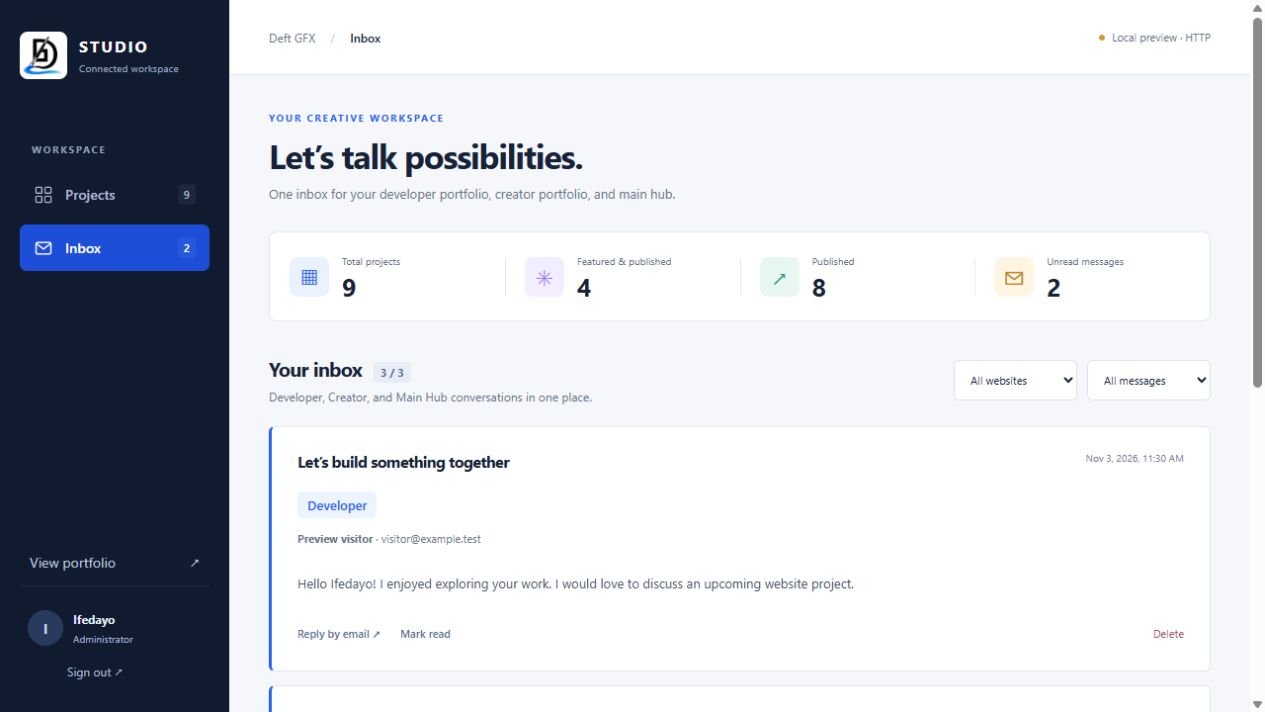 STUDIO
Connected workspace
WORKSPACE
Projects 9
Inbox 2
View portfolio ↗
I
Ifedayo
Administrator
Sign out ↗
Deft GFX / Inbox
Local preview · HTTP
YOUR CREATIVE WORKSPACE
Let’s talk possibilities.
One inbox for your developer portfolio, creator portfolio, and main hub.
Total projects
9
Featured & published
4
Published
8
Unread messages
2
Your inbox 3 / 3
Developer, Creator, and Main Hub conversations in one place.
All websites
All messages
Let’s build something together
Nov 3, 2026, 11:30 AM
Developer
Preview visitor · visitor@example.test
Hello Ifedayo! I enjoyed exploring your work. I would love to discuss an upcoming website project.
Reply by email ↗ Mark read
Delete